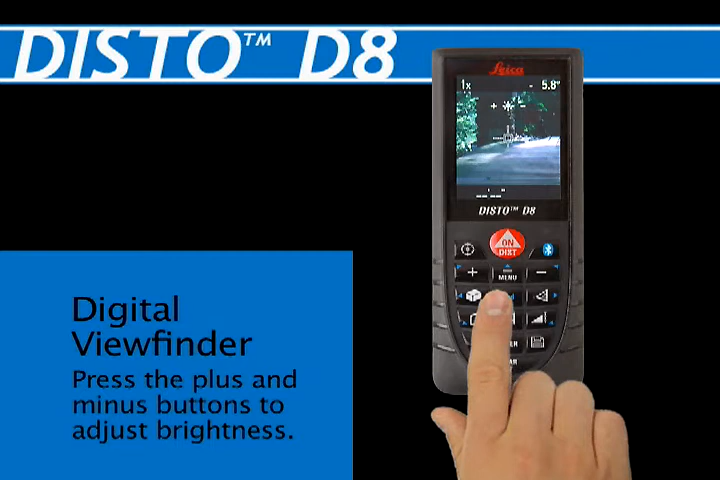 DISTO™ D8
Leica
1x - 5.8"
+ -
DISTO™ D8
ON
DIXT
+ MENU -
Digital
Viewfinder
Press the plus and
minus buttons to
adjust brightness.